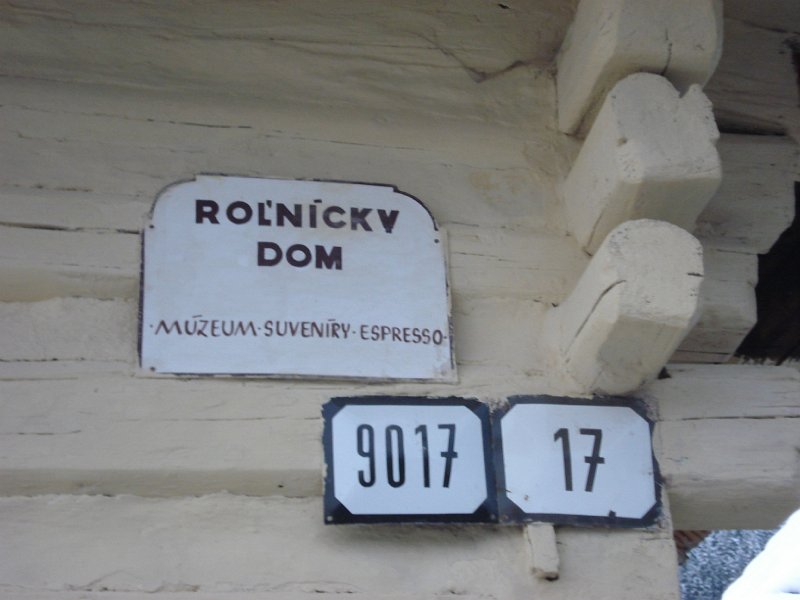 ROĽNÍCKY
DOM
·MÚZEUM·SUVENÍRY·ESPRESSO·
9017
17